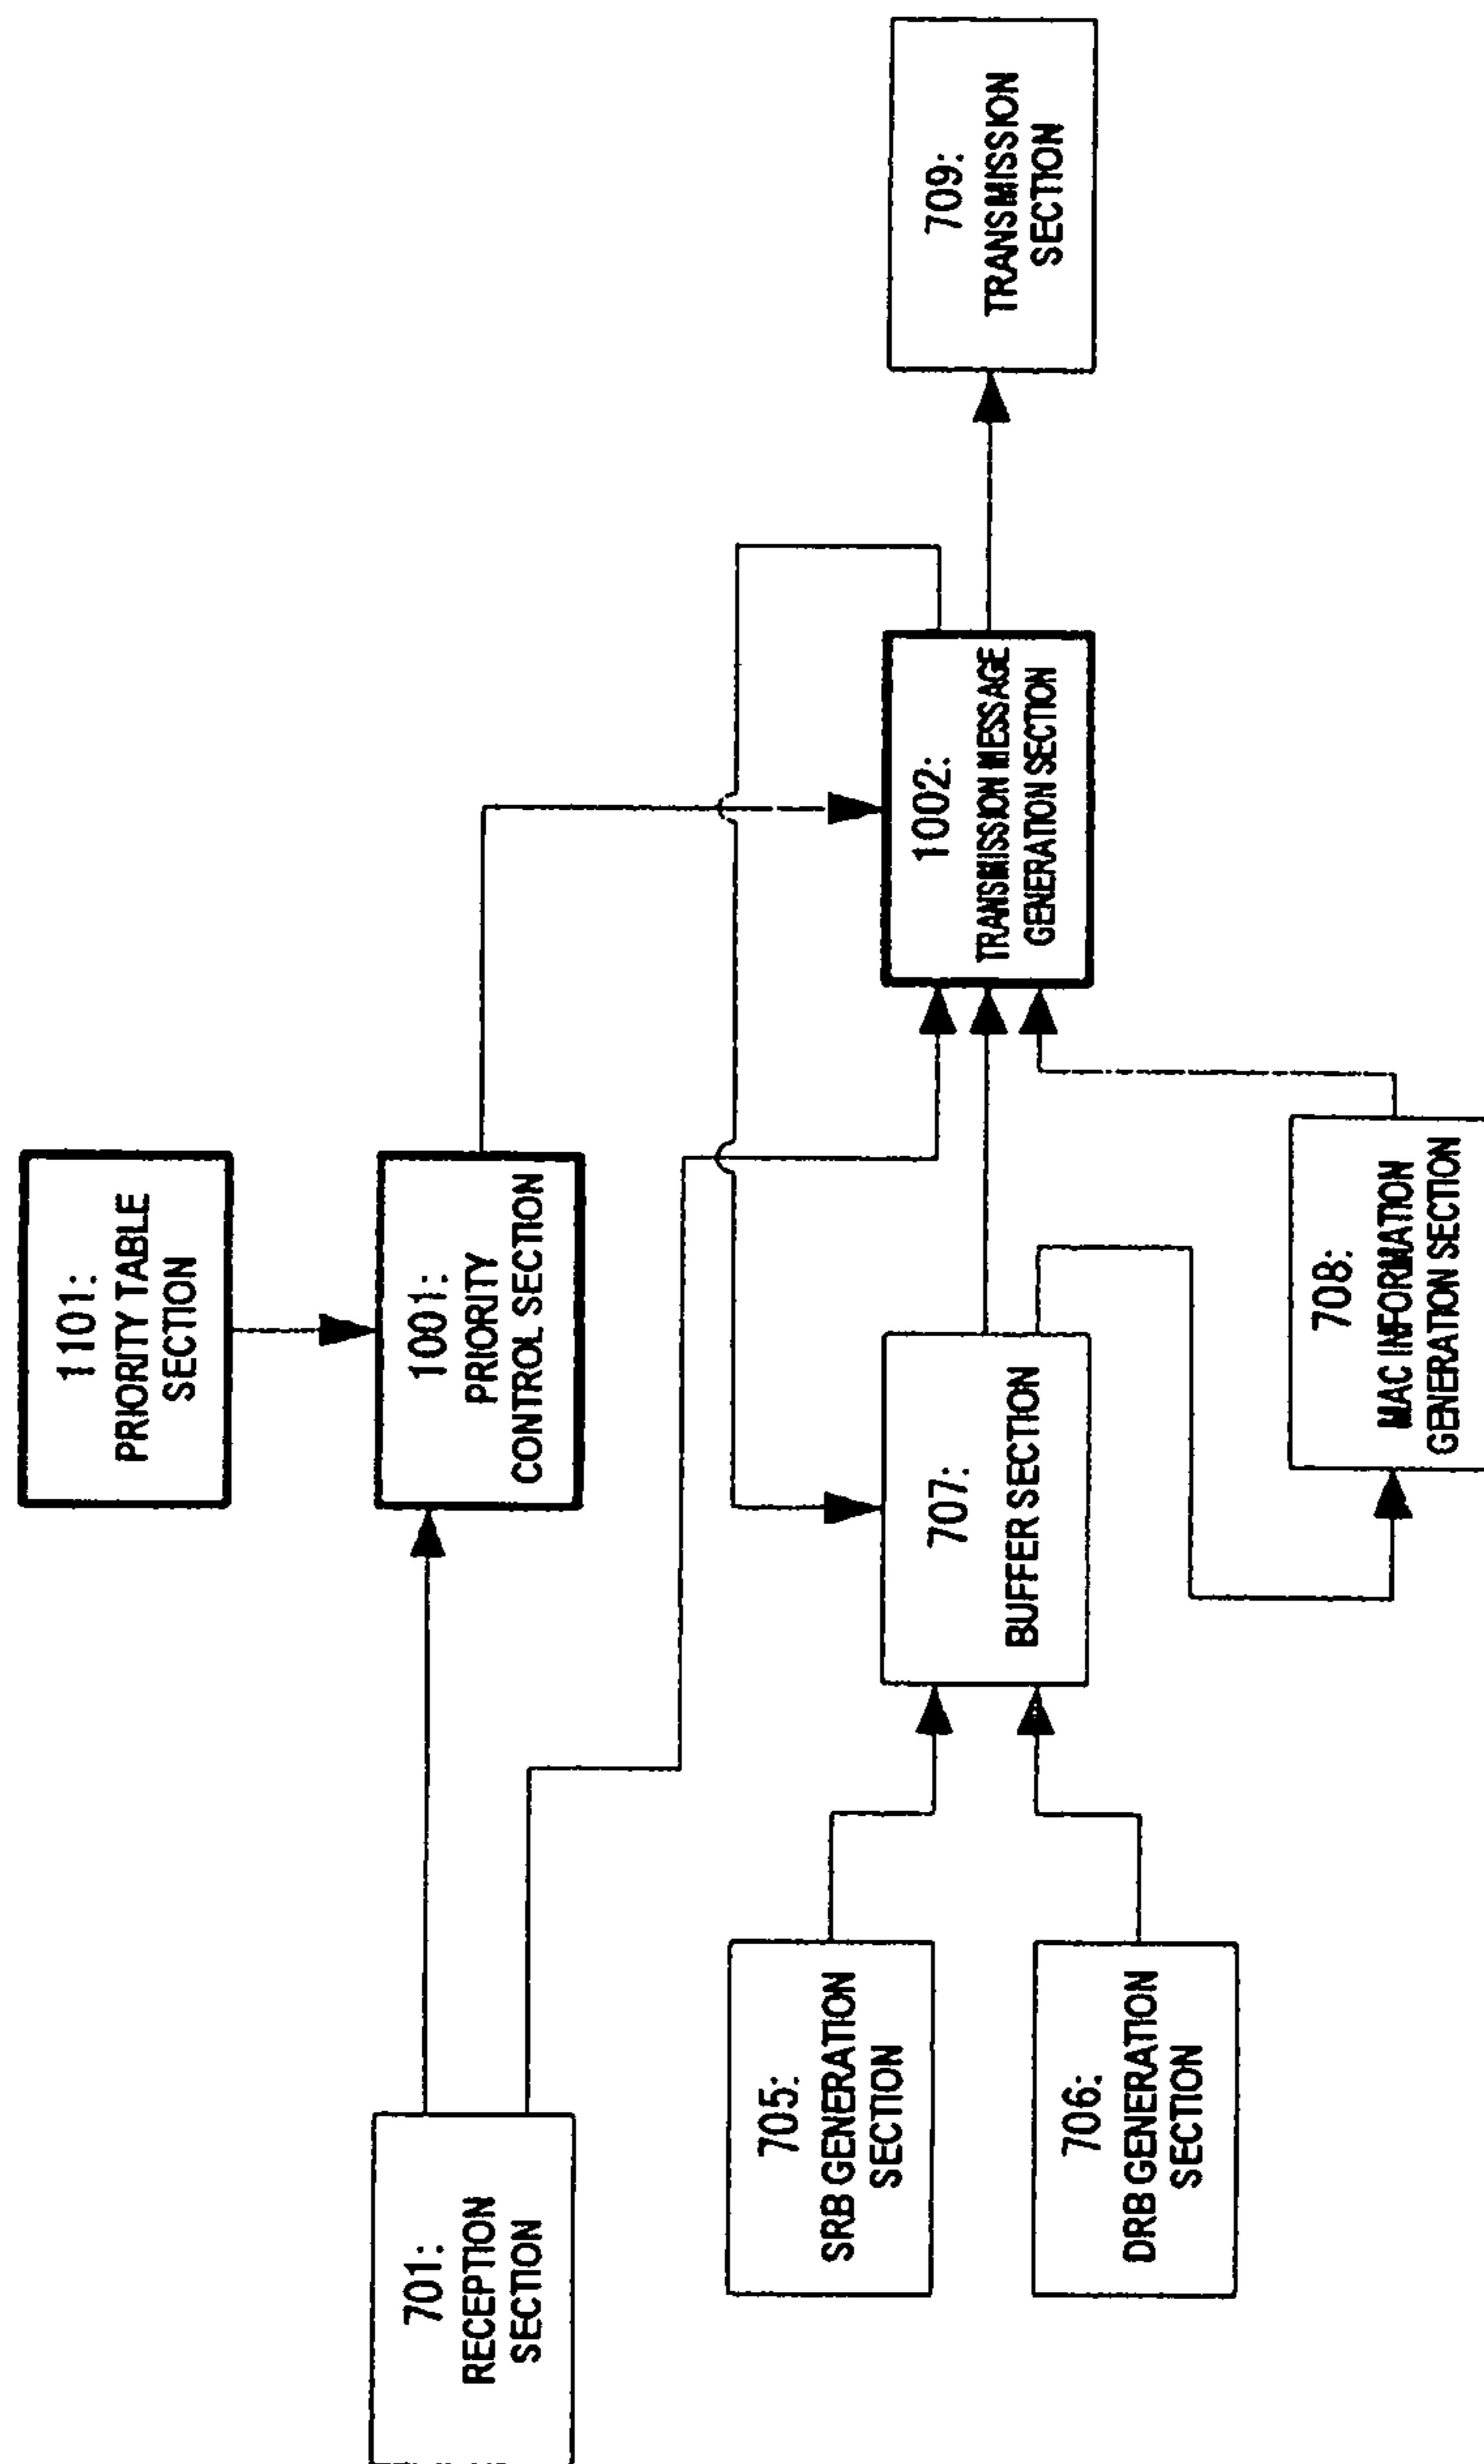 1101:
PRIORITY TABLE
SECTION
701:
RECEPTION
SECTION
1001:
PRIORITY
CONTROL SECTION
705:
SRB GENERATION
SECTION
706:
DRB GENERATION
SECTION
707:
BUFFER SECTION
708:
MAC INFORMATION
GENERATION SECTION
1002:
TRANSMISSION MESSAGE
GENERATION SECTION
709:
TRANSMISSION
SECTION